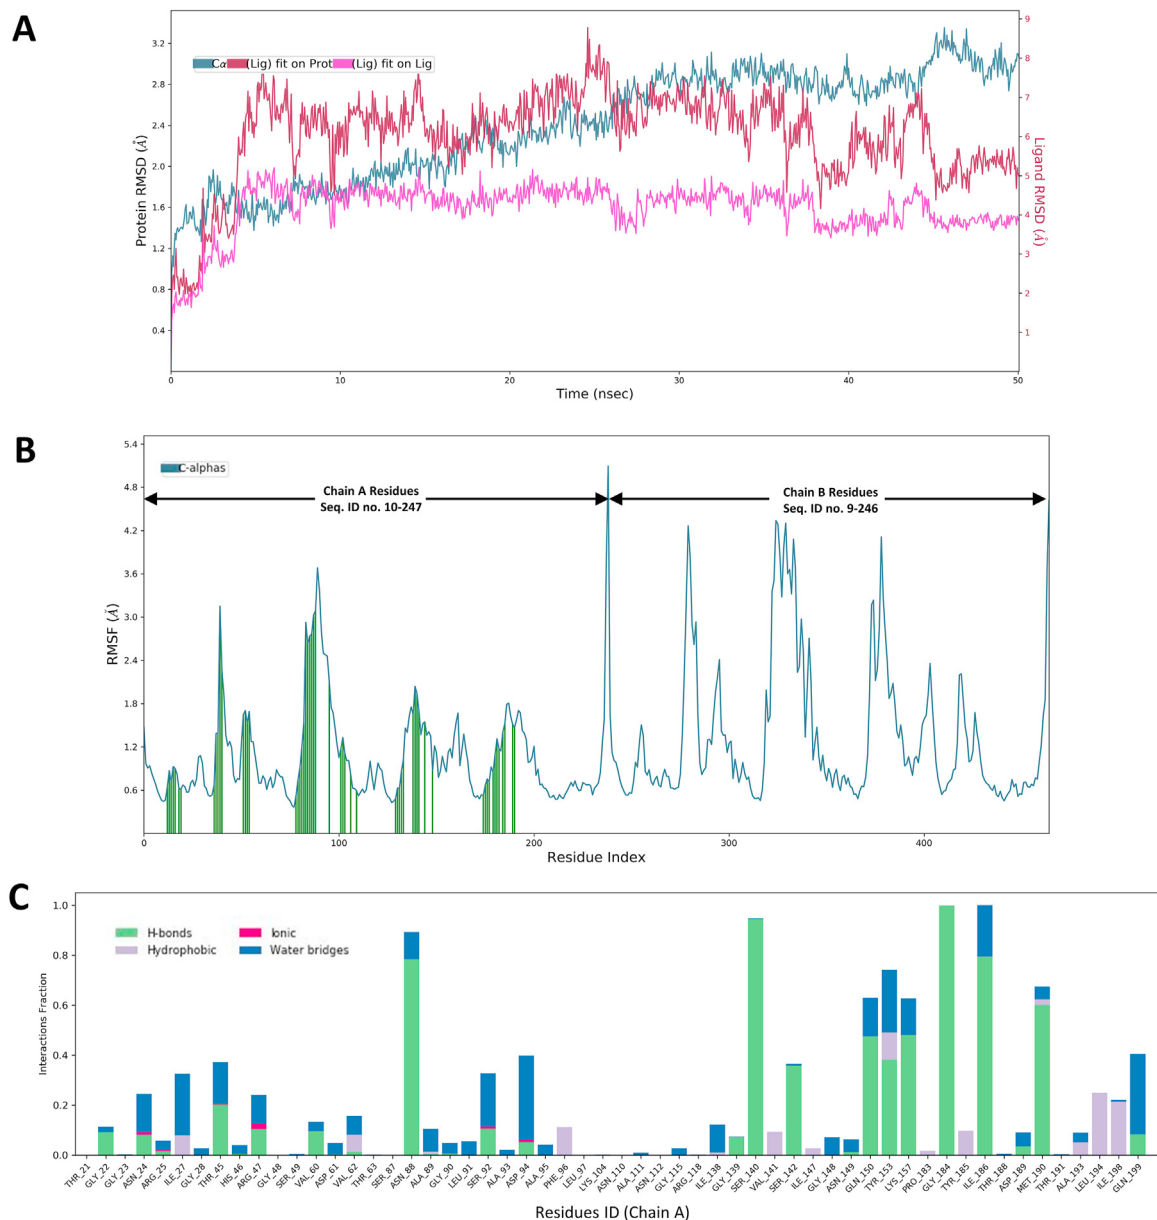 A
Cα (Lig) fit on Prot (Lig) fit on Lig
3.2
2.8
2.4
2.0
1.6
1.2
0.8
0.4
Protein RMSD (Å)
9
8
7
6
5
4
3
2
1
Ligand RMSD (Å)
0 10 20 30 40 50
Time (nsec)
B
C-alphas
Chain A Residues
Seq. ID no. 10-247
Chain B Residues
Seq. ID no. 9-246
5.4
4.8
4.2
3.6
3.0
2.4
1.8
1.2
0.6
RMSF (Å)
0 100 200 300 400
Residue Index
C
H-bonds Ionic
Hydrophobic Water bridges
1.0
0.8
0.6
0.4
0.2
0.0
Interactions Fraction
THR_21 GLY_22 GLY_23 ASN_24 ARG_25 ILE_27 GLY_28 THR_45 HIS_46 ARG_47 GLY_48 SER_49 VAL_60 ASP_61 VAL_62 THR_63 SER_87 ASN_88 ALA_89 GLY_90 LEU_91 SER_92 ALA_93 ASP_94 ALA_95 PHE_96 LEU_97 LYS_104 ASN_110 ALA_111 ASN_112 GLY_115 ARG_118 ILE_138 GLY_139 SER_140 VAL_141 SER_142 ILE_147 GLY_148 ASN_149 GLN_150 TYR_153 LYS_157 PRO_183 GLY_184 TYR_185 ILE_186 THR_188 ASP_189 MET_190 THR_191 ALA_193 LEU_194 ILE_198 GLN_199
Residues ID (Chain A)